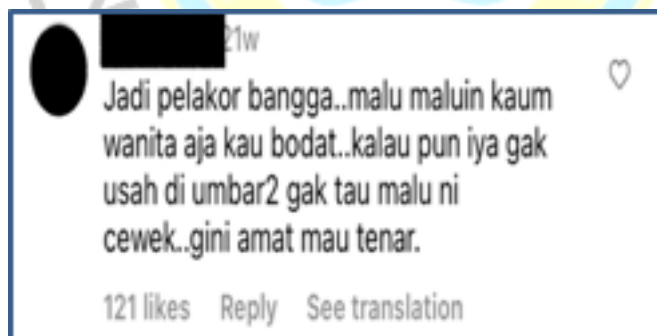 21w
Jadi pelakor bangga..malu maluin kaum
wanita aja kau bodat..kalau pun iya gak
usah di umbar2 gak tau malu ni
cewek..gini amat mau tenar.
121 likes Reply See translation